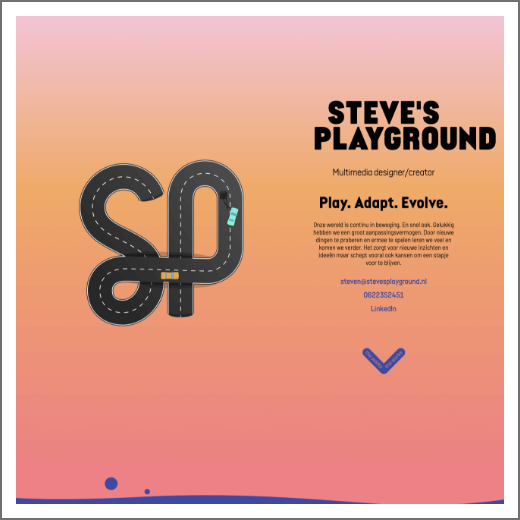 sp
STEVE'S
PLAYGROUND
Multimedia designer/creator
Play. Adapt. Evolve.
Onze wereld is continu in beweging. En snel ook. Gelukkig
hebben we een groot aanpassingsvermogen. Door nieuwe
dingen te proberen en ermee te spelen leren we veel en
komen we verder. Het zorgt voor nieuwe inzichten en
ideeën maar schept vooral ook kansen om een stapje
voor te blijven.
steven@stevesplayground.nl
0622352451
LinkedIn